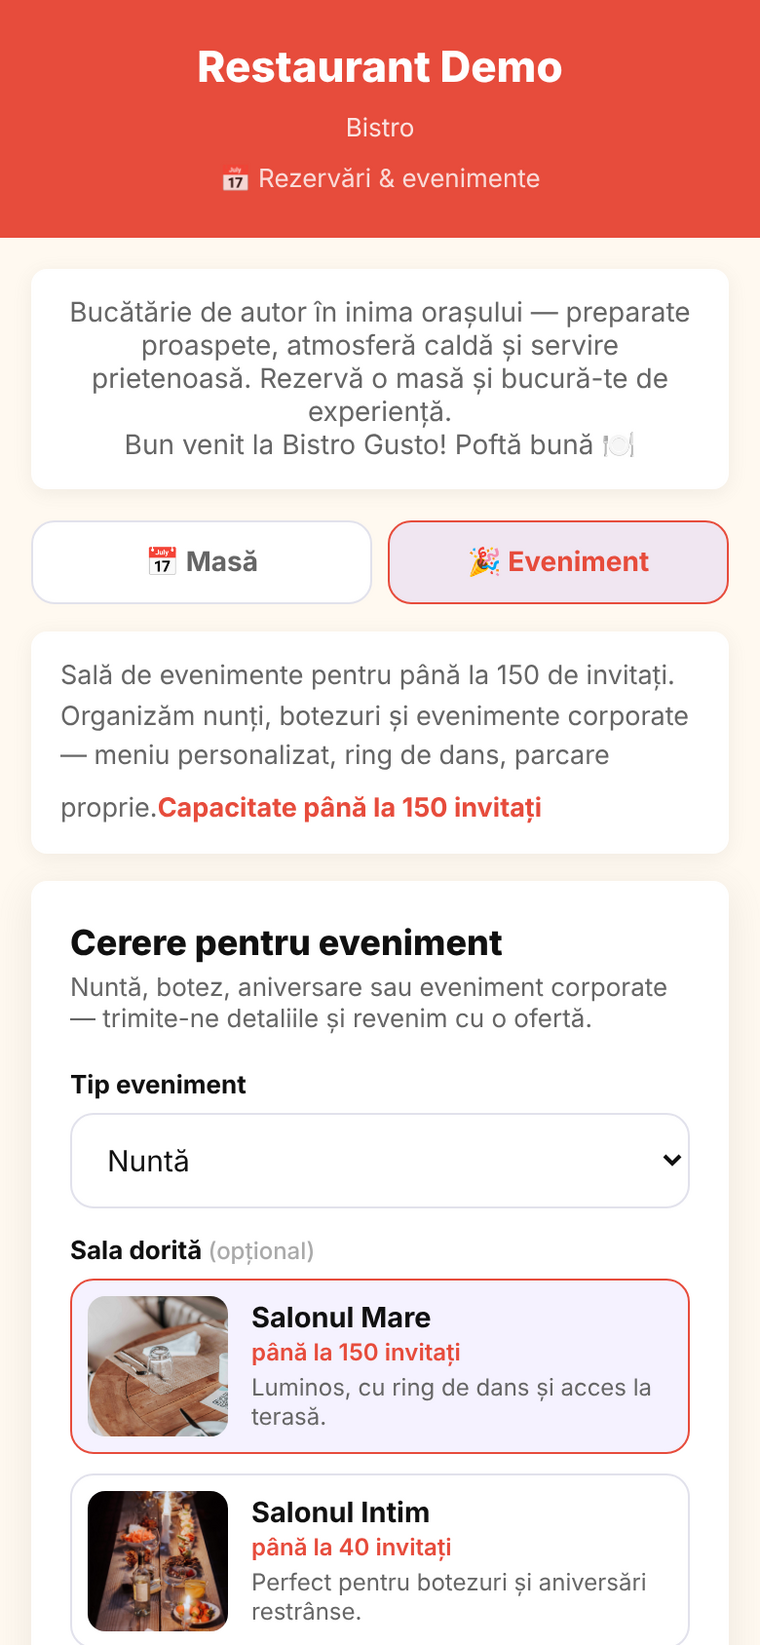 Restaurant Demo
Bistro
📅 Rezervări & evenimente
Bucătărie de autor în inima orașului — preparate
proaspete, atmosferă caldă și servire
prietenoasă. Rezervă o masă și bucură-te de
experiență.
Bun venit la Bistro Gusto! Poftă bună 🍽️
📅 Masă
🎉 Eveniment
Sală de evenimente pentru până la 150 de invitați.
Organizăm nunți, botezuri și evenimente corporate
— meniu personalizat, ring de dans, parcare
proprie.Capacitate până la 150 invitați
Cerere pentru eveniment
Nuntă, botez, aniversare sau eveniment corporate
— trimite-ne detaliile și revenim cu o ofertă.
Tip eveniment
Nuntă
Sala dorită (opțional)
Salonul Mare
până la 150 invitați
Luminos, cu ring de dans și acces la
terasă.
Salonul Intim
până la 40 invitați
Perfect pentru botezuri și aniversări
restrânse.